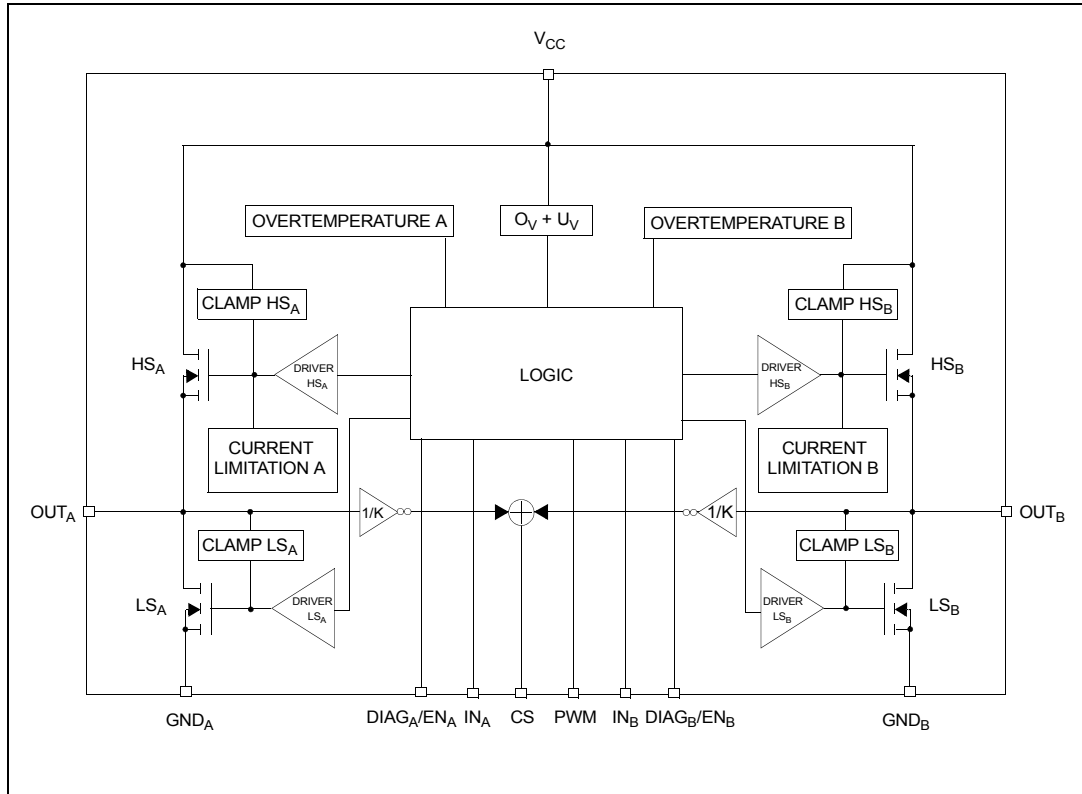 VCC
OVERTEMPERATURE A
OV + UV
OVERTEMPERATURE B
CLAMP HSA
CLAMP HSB
HSA
DRIVER
HSA
LOGIC
DRIVER
HSB
HSB
CURRENT
LIMITATION A
CURRENT
LIMITATION B
OUTA
1/K
1/K
OUTB
CLAMP LSA
CLAMP LSB
LSA
DRIVER
LSA
DRIVER
LSB
LSB
GNDA
DIAGA/ENA
INA
CS
PWM
INB
DIAGB/ENB
GNDB